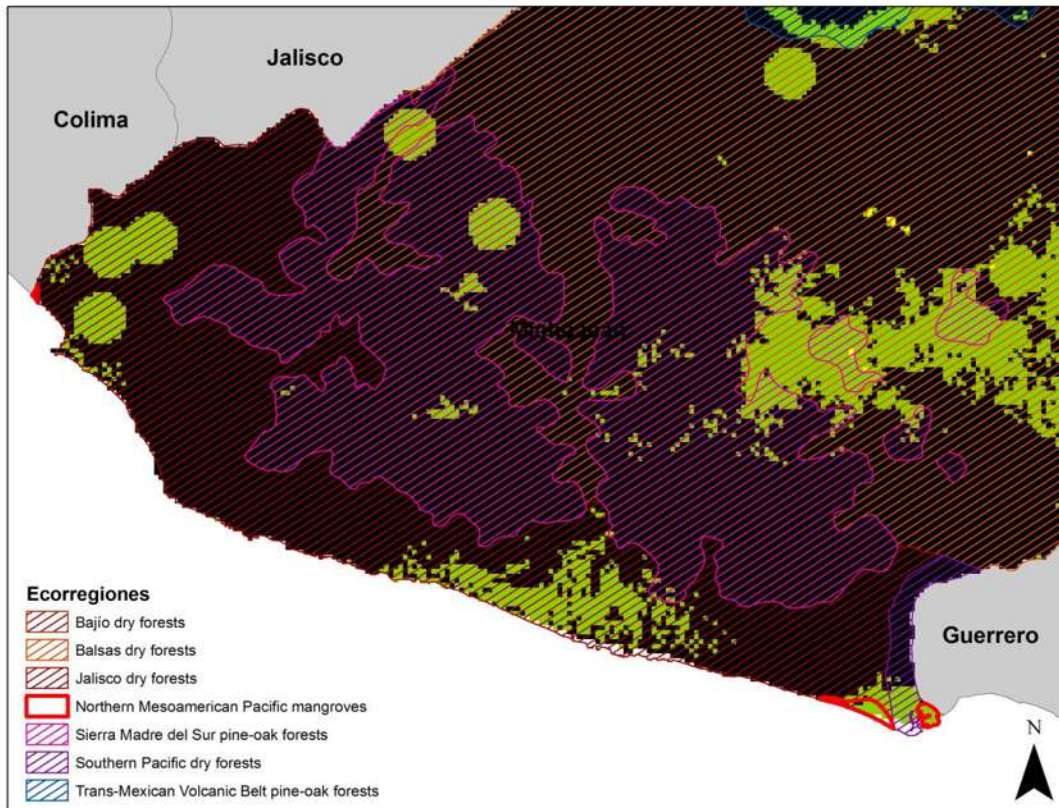 Jalisco
Colima
Guerrero
Ecorregiones
Bajío dry forests
Balsas dry forests
Jalisco dry forests
Northern Mesoamerican Pacific mangroves
Sierra Madre del Sur pine-oak forests
Southern Pacific dry forests
Trans-Mexican Volcanic Belt pine-oak forests
N